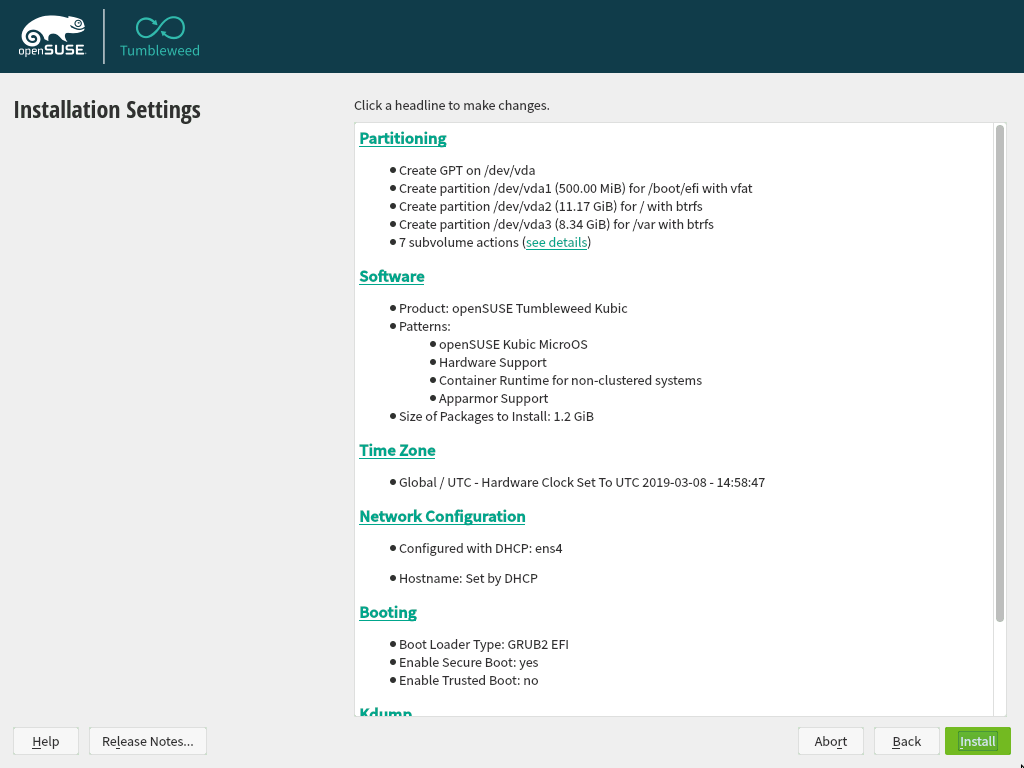 openSUSE
Tumbleweed
Installation Settings
Click a headline to make changes.
Partitioning
Create GPT on /dev/vda
Create partition /dev/vda1 (500.00 MiB) for /boot/efi with vfat
Create partition /dev/vda2 (11.17 GiB) for / with btrfs
Create partition /dev/vda3 (8.34 GiB) for /var with btrfs
7 subvolume actions (see details)
Software
Product: openSUSE Tumbleweed Kubic
Patterns:
openSUSE Kubic MicroOS
Hardware Support
Container Runtime for non-clustered systems
Apparmor Support
Size of Packages to Install: 1.2 GiB
Time Zone
Global / UTC - Hardware Clock Set To UTC 2019-03-08 - 14:58:47
Network Configuration
Configured with DHCP: ens4
Hostname: Set by DHCP
Booting
Boot Loader Type: GRUB2 EFI
Enable Secure Boot: yes
Enable Trusted Boot: no
Kdump
Help
Release Notes...
Abort
Back
Install